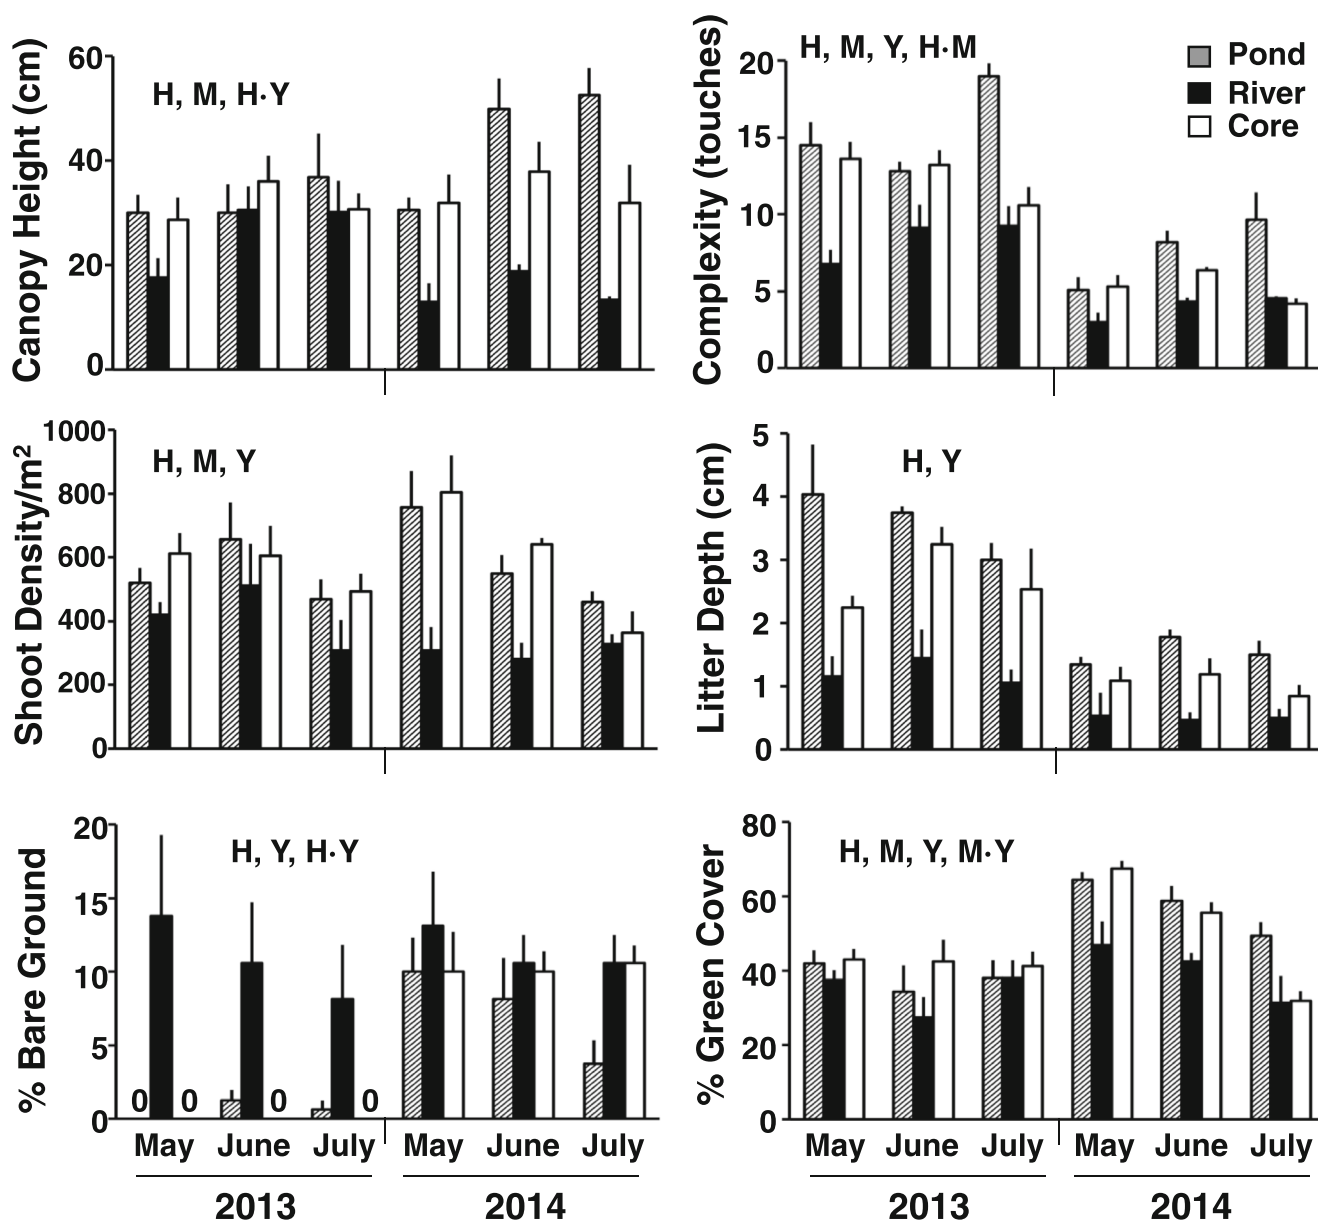 Canopy Height (cm)
60
40
20
0
H, M, H·Y
Complexity (touches)
20
15
10
5
0
H, M, Y, H·M
Pond
River
Core
Shoot Density/m²
1000
800
600
400
200
0
H, M, Y
Litter Depth (cm)
5
4
3
2
1
0
H, Y
% Bare Ground
20
15
10
5
0
H, Y, H·Y
0 0 0 0
May June July May June July
2013 2014
% Green Cover
80
60
40
20
0
H, M, Y, M·Y
May June July May June July
2013 2014